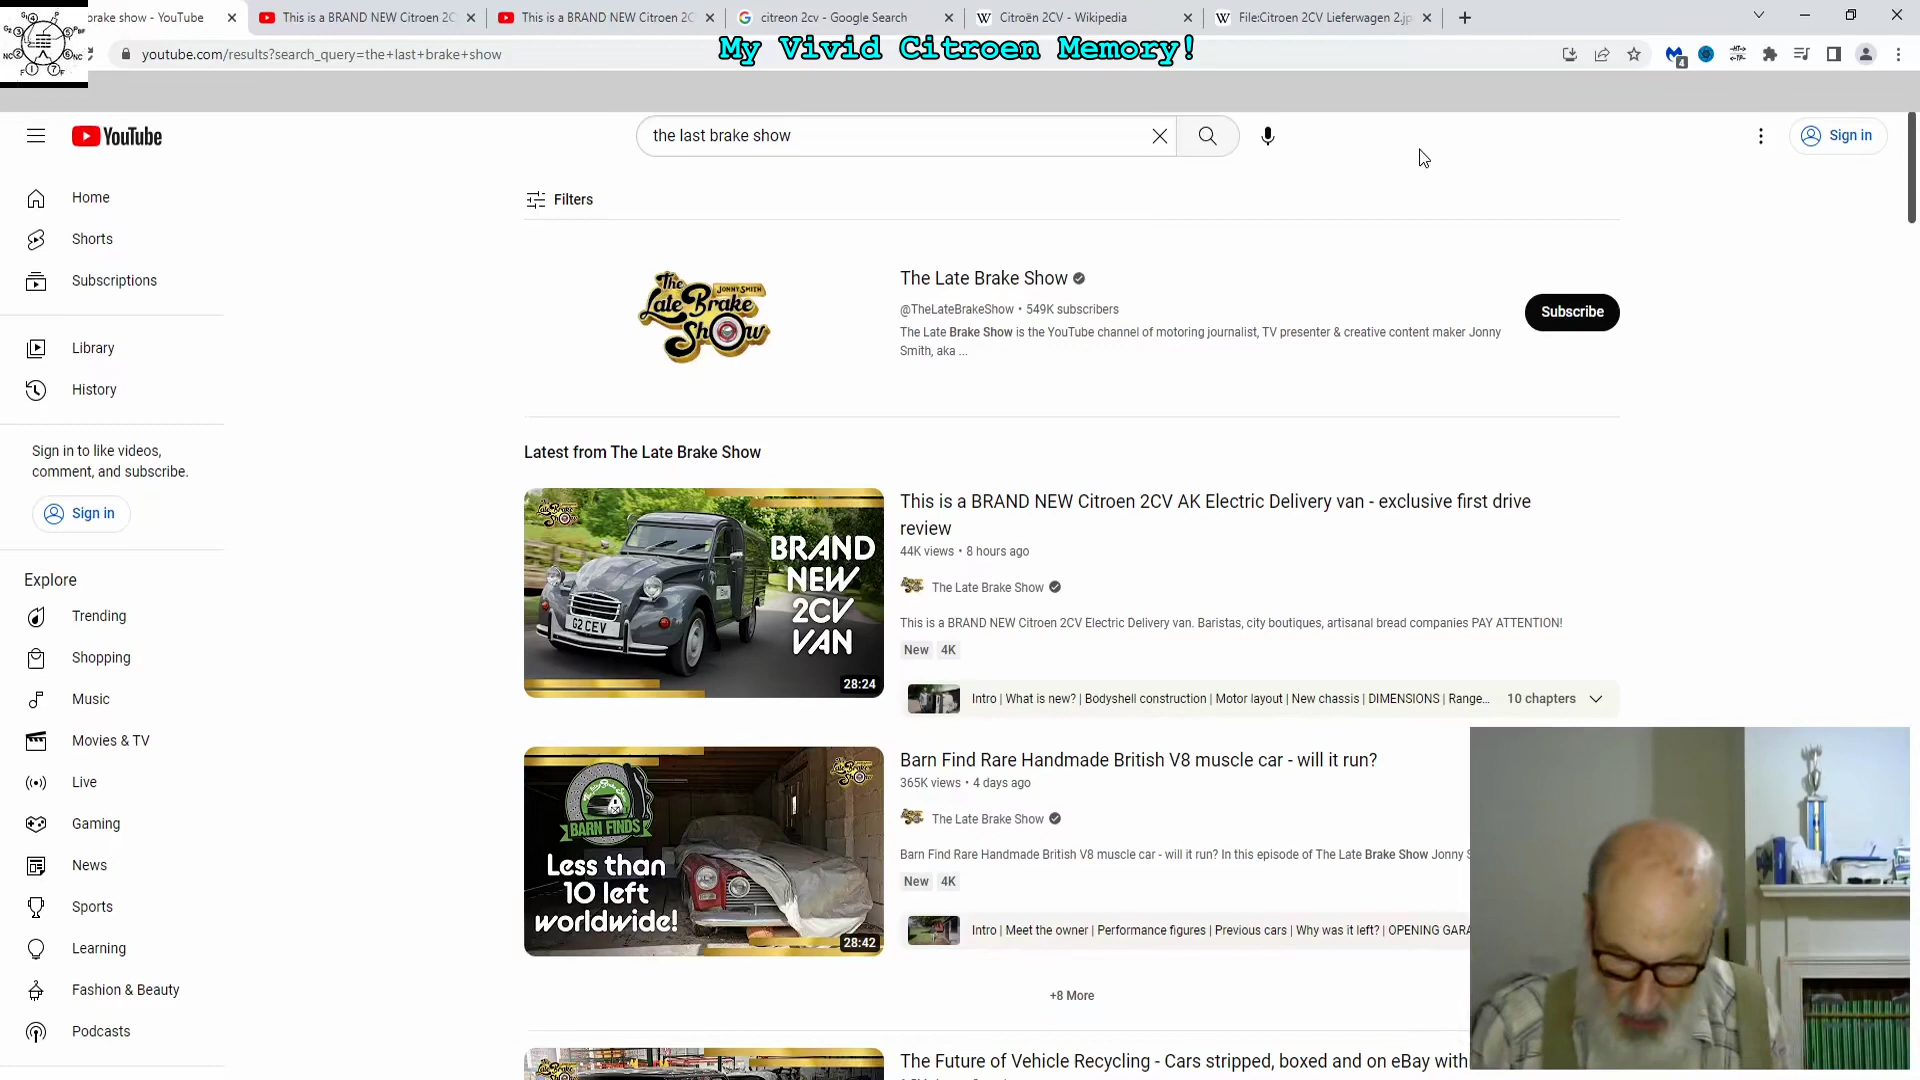 brake show - YouTube
This is a BRAND NEW Citroen 2C
This is a BRAND NEW Citroen 2C
citreon 2cv - Google Search
Citroën 2CV - Wikipedia
File:Citroen 2CV Lieferwagen 2.jp
youtube.com/results?search_query=the+last+brake+show
My Vivid Citroen Memory!
4
YouTube
the last brake show
Sign in
Home
Shorts
Subscriptions
Library
History
Sign in to like videos,
comment, and subscribe.
Sign in
Explore
Trending
Shopping
Music
Movies & TV
Live
Gaming
News
Sports
Learning
Fashion & Beauty
Podcasts
Filters
The
JONNY SMITH
Late Brake
Show
The Late Brake Show
@TheLateBrakeShow • 549K subscribers
The Late Brake Show is the YouTube channel of motoring journalist, TV presenter & creative content maker Jonny
Smith, aka ...
Subscribe
Latest from The Late Brake Show
BRAND
NEW
2CV
VAN
G2 CEV
28:24
This is a BRAND NEW Citroen 2CV AK Electric Delivery van - exclusive first drive
review
44K views • 8 hours ago
The Late Brake Show
This is a BRAND NEW Citroen 2CV Electric Delivery van. Baristas, city boutiques, artisanal bread companies PAY ATTENTION!
New 4K
Intro | What is new? | Bodyshell construction | Motor layout | New chassis | DIMENSIONS | Range... 10 chapters
BARN FINDS
Less than
10 left
worldwide!
28:42
Barn Find Rare Handmade British V8 muscle car - will it run?
365K views • 4 days ago
The Late Brake Show
Barn Find Rare Handmade British V8 muscle car - will it run? In this episode of The Late Brake Show Jonny S
New 4K
Intro | Meet the owner | Performance figures | Previous cars | Why was it left? | OPENING GARA
+8 More
The Future of Vehicle Recycling - Cars stripped, boxed and on eBay with